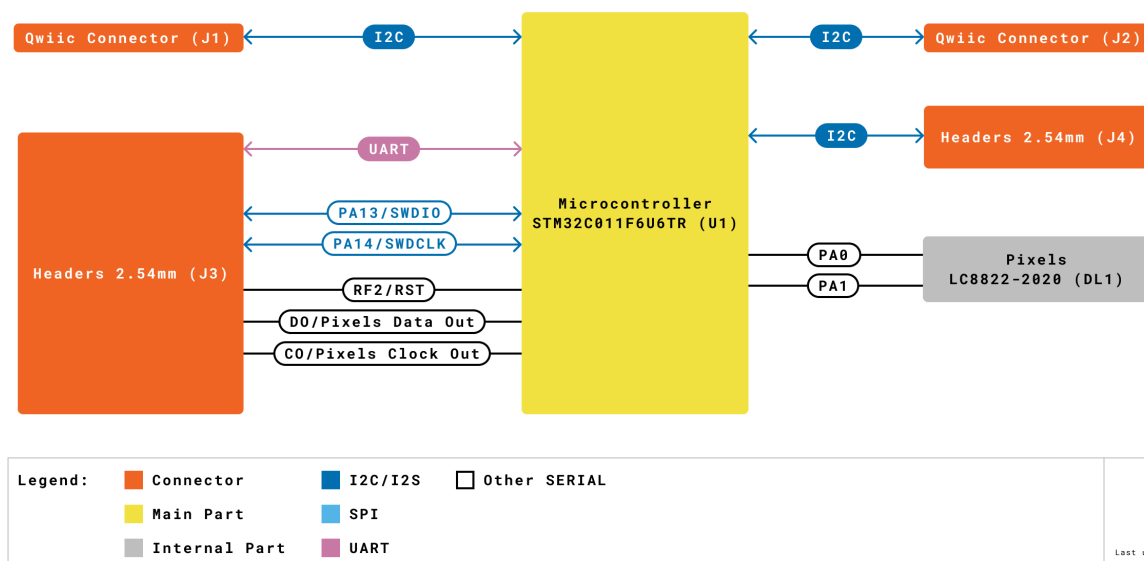 Qwiic Connector (J1)
I2C
I2C
Qwiic Connector (J2)
I2C
Headers 2.54mm (J4)
UART
PA13/SWDIO
PA14/SWDCLK
Headers 2.54mm (J3)
RF2/RST
DO/Pixels Data Out
CO/Pixels Clock Out
Microcontroller
STM32C011F6U6TR (U1)
PA0
PA1
Pixels
LC8822-2020 (DL1)
Legend:
Connector
I2C/I2S
Other SERIAL
Main Part
SPI
Internal Part
UART
Last